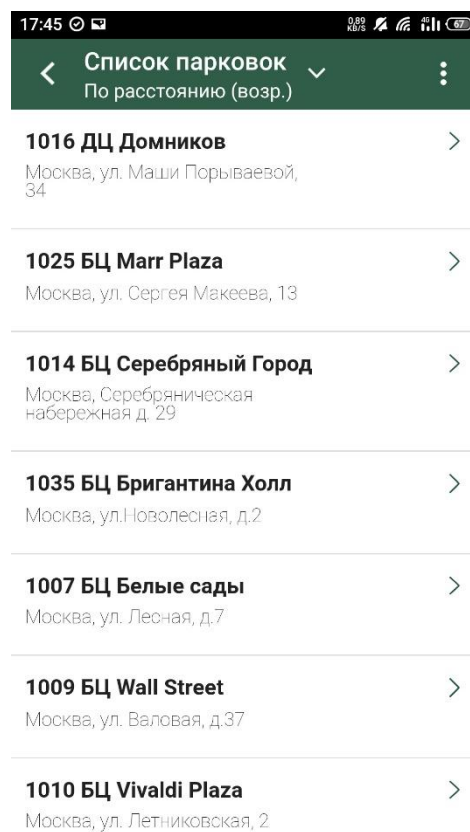 17:45
0,89
KB/S
4G
67
Список парковок
По расстоянию (возр.)
1016 ДЦ Домников
Москва, ул. Маши Порываевой,
34
1025 БЦ Marr Plaza
Москва, ул. Сергея Макеева, 13
1014 БЦ Серебряный Город
Москва, Серебряническая
набережная д. 29
1035 БЦ Бригантина Холл
Москва, ул.Новолесная, д.2
1007 БЦ Белые сады
Москва, ул. Лесная, д.7
1009 БЦ Wall Street
Москва, ул. Валовая, д.37
1010 БЦ Vivaldi Plaza
Москва, ул. Летниковская, 2